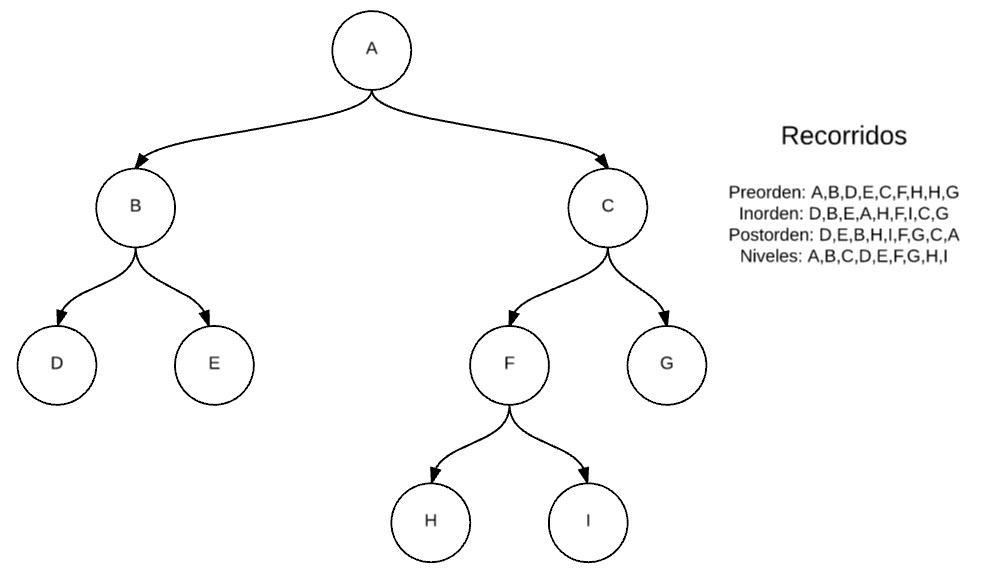 A
Recorridos
B
C
Preorden: A,B,D,E,C,F,H,H,G
Inorden: D,B,E,A,H,F,I,C,G
Postorden: D,E,B,H,I,F,G,C,A
Niveles: A,B,C,D,E,F,G,H,I
D
E
F
G
H
I